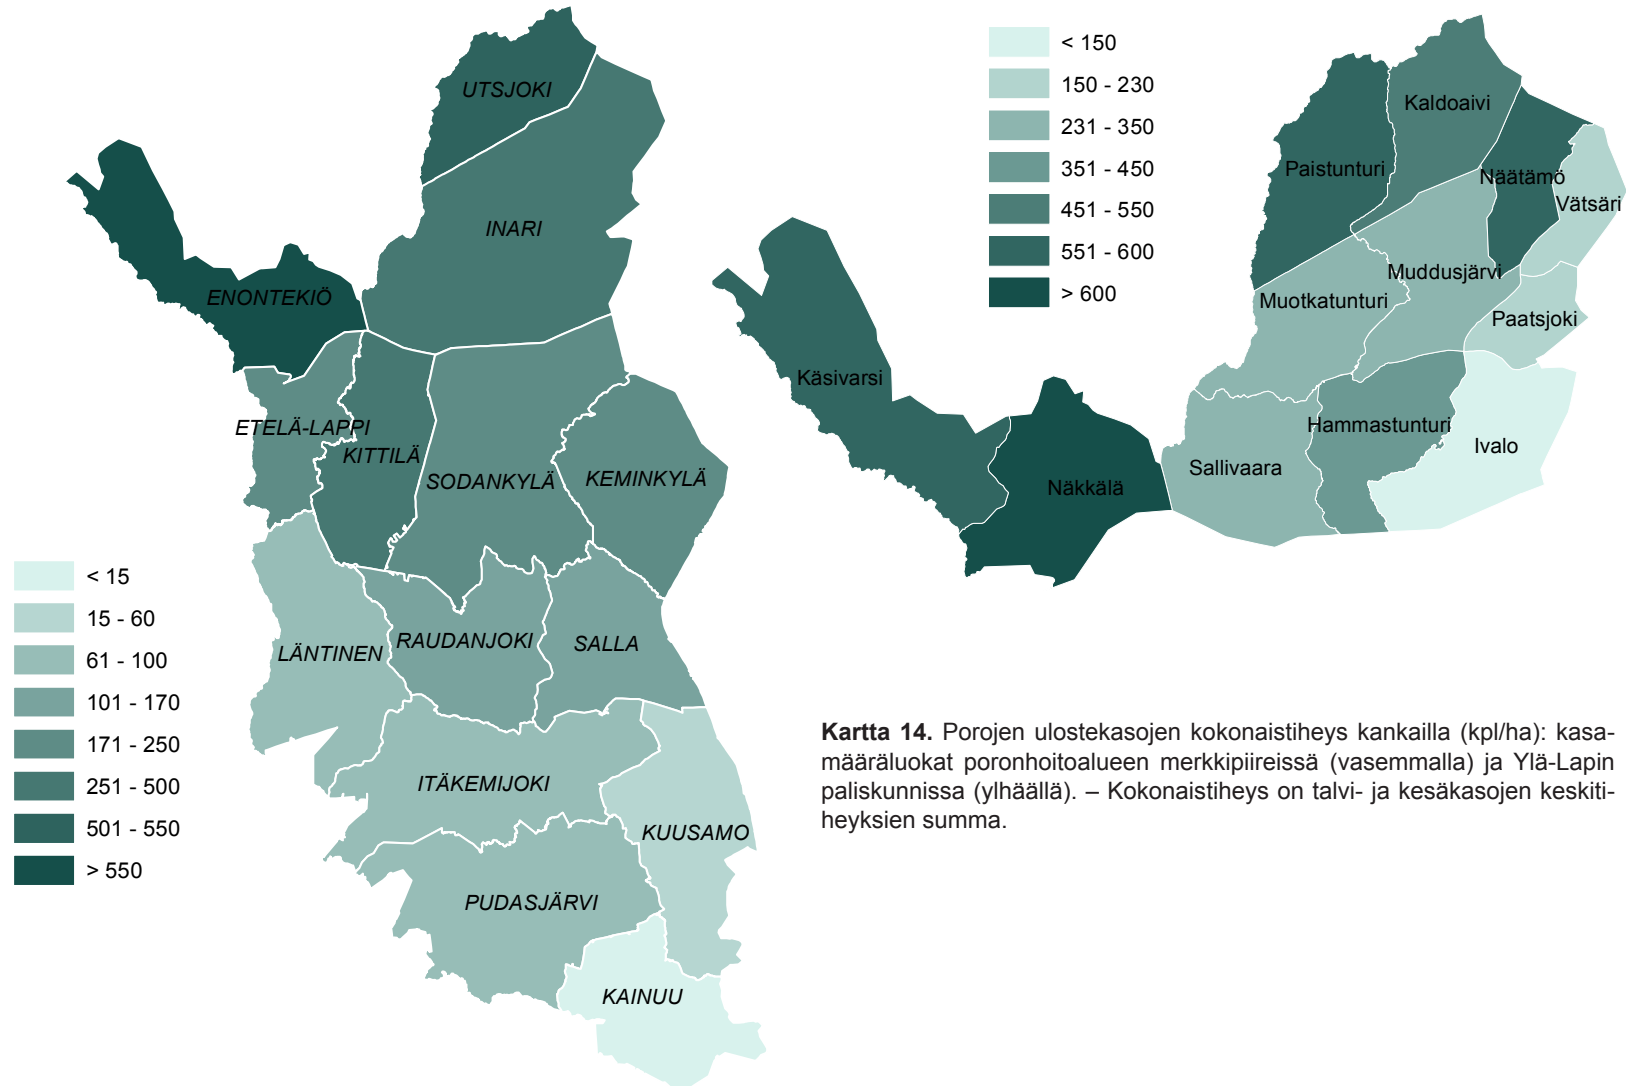 UTSJOKI
INARI
ENONTEKIÖ
ETELÄ-LAPPI
KITTILÄ
SODANKYLÄ
KEMINKYLÄ
LÄNTINEN
RAUDANJOKI
SALLA
ITÄKEMIJOKI
KUUSAMO
PUDASJÄRVI
KAINUU
< 15
15 - 60
61 - 100
101 - 170
171 - 250
251 - 500
501 - 550
> 550
< 150
150 - 230
231 - 350
351 - 450
451 - 550
551 - 600
> 600
Kaldoaivi
Paistunturi
Näätämö
Vätsäri
Muddusjärvi
Muotkatunturi
Paatsjoki
Käsivarsi
Hammastunturi
Ivalo
Sallivaara
Näkkälä
Kartta 14. Porojen ulostekasojen kokonaistiheys kankailla (kpl/ha): kasa-
määräluokat poronhoitoalueen merkkipiireissä (vasemmalla) ja Ylä-Lapin
paliskunnissa (ylhäällä). – Kokonaistiheys on talvi- ja kesäkasojen keskiti-
heyksien summa.